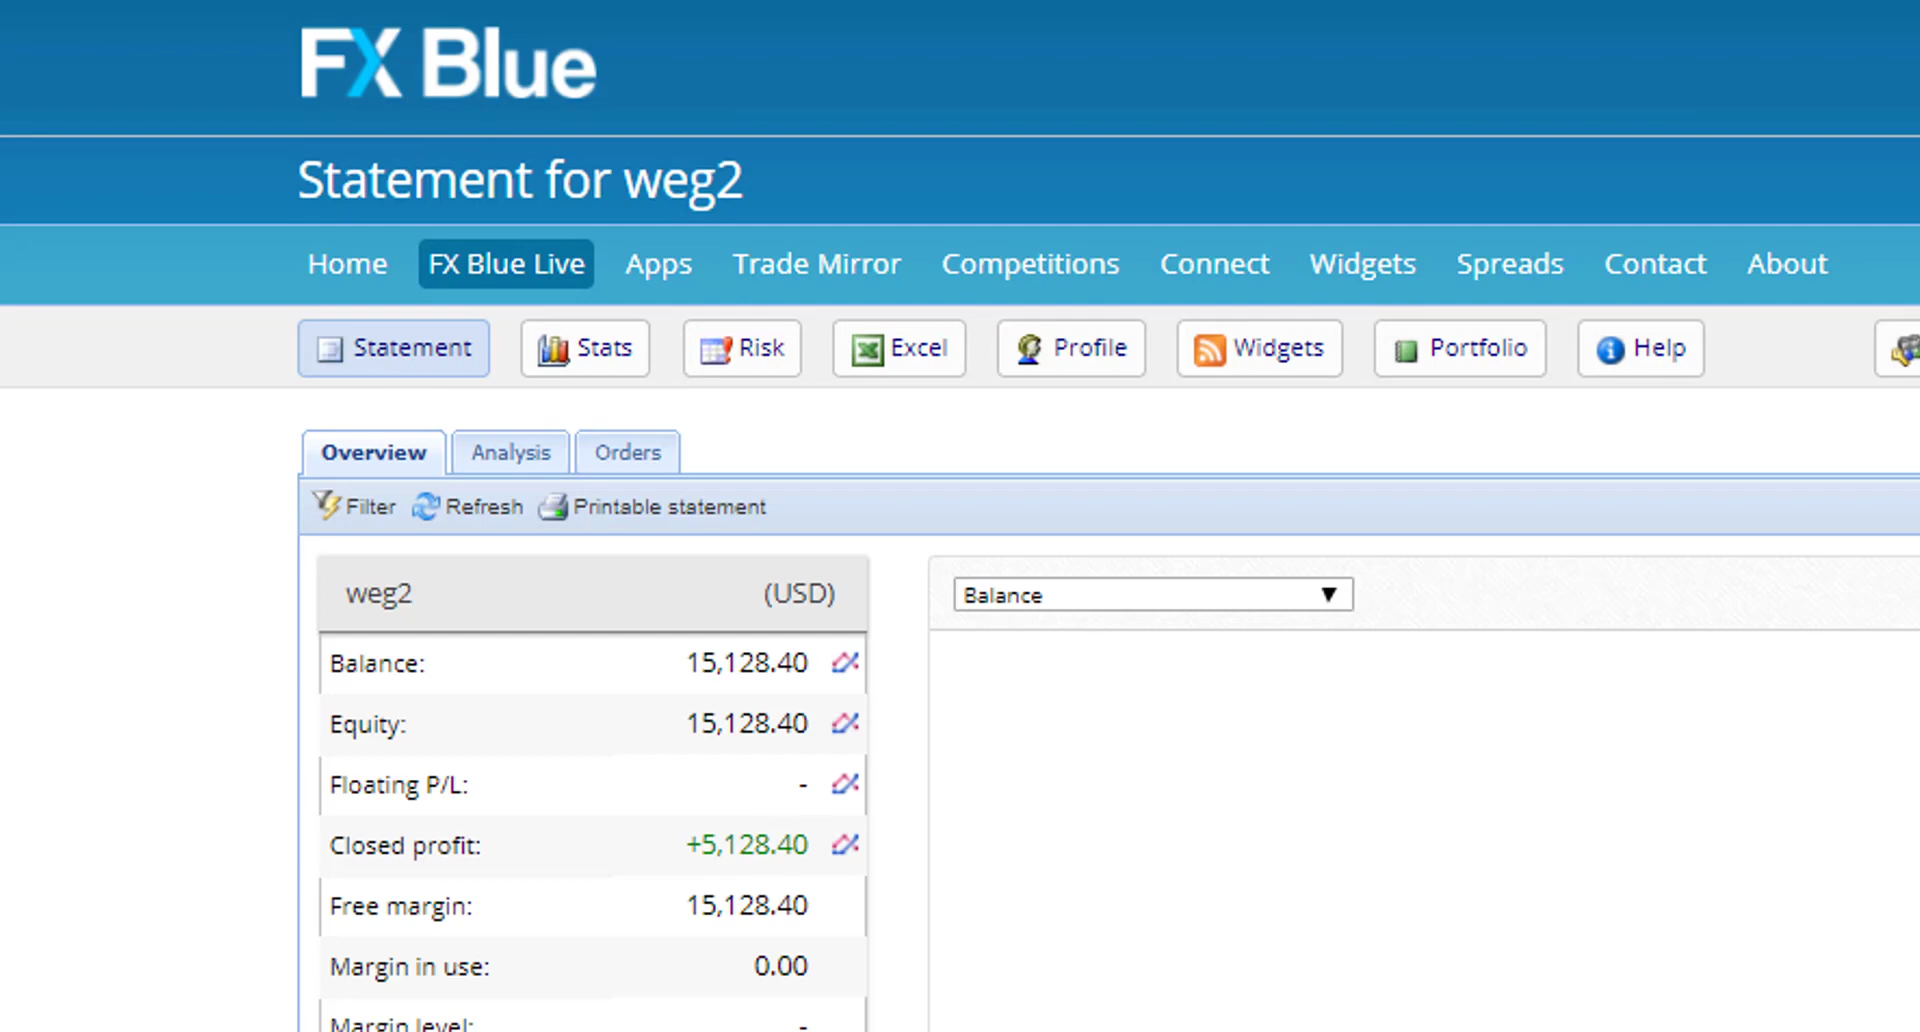 FX Blue
Statement for weg2
Home FX Blue Live Apps Trade Mirror Competitions Connect Widgets Spreads Contact About
Statement Stats Risk Excel Profile Widgets Portfolio Help
Overview Analysis Orders
Filter Refresh Printable statement
weg2 (USD)
Balance
Balance: 15,128.40
Equity: 15,128.40
Floating P/L: -
Closed profit: +5,128.40
Free margin: 15,128.40
Margin in use: 0.00
Margin level: -